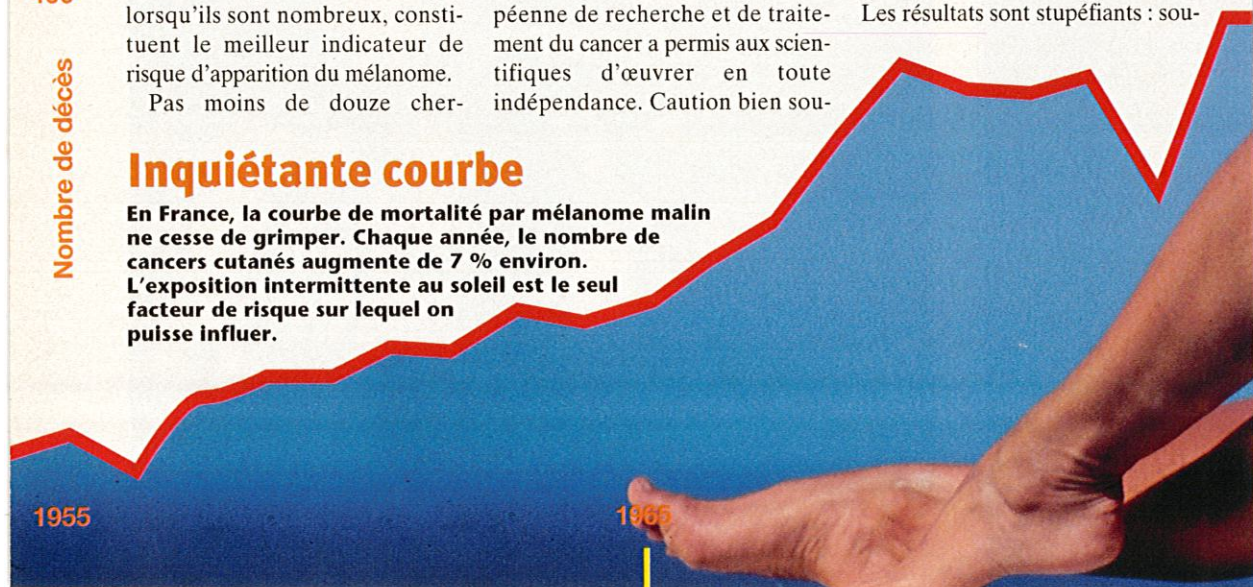 lorsqu'ils sont nombreux, consti-
tuent le meilleur indicateur de
risque d'apparition du mélanome.
Pas moins de douze cher-
péenne de recherche et de traite-
ment du cancer a permis aux scien-
tifiques d'œuvrer en toute
indépendance. Caution bien sou-
Les résultats sont stupéfiants : sou-
Nombre de décès
Inquiétante courbe
En France, la courbe de mortalité par mélanome malin
ne cesse de grimper. Chaque année, le nombre de
cancers cutanés augmente de 7 % environ.
L'exposition intermittente au soleil est le seul
facteur de risque sur lequel on
puisse influer.
1955
1965